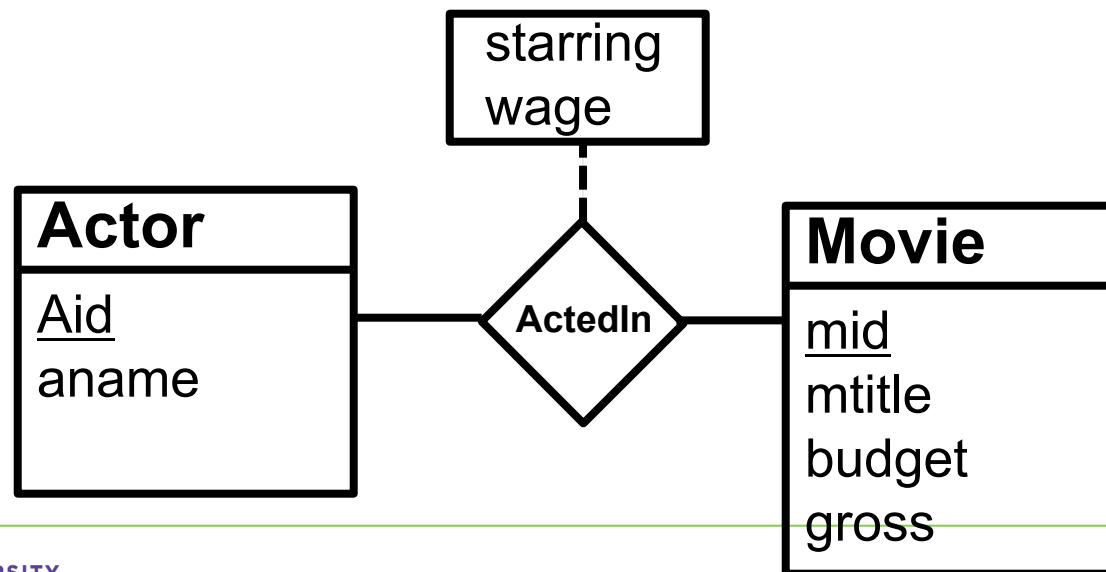 starring
wage
Actor
Aid
aname
ActedIn
Movie
mid
mtitle
budget
gross